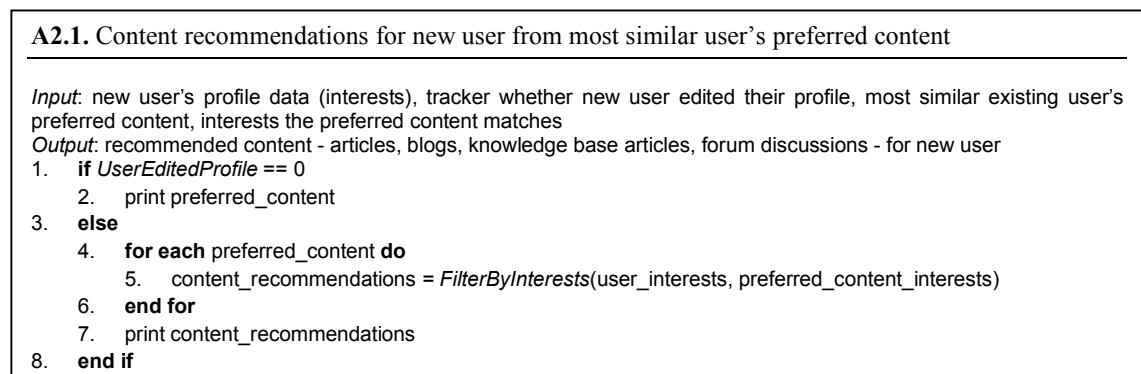 A2.1. Content recommendations for new user from most similar user’s preferred content
Input: new user’s profile data (interests), tracker whether new user edited their profile, most similar existing user’s
preferred content, interests the preferred content matches
Output: recommended content - articles, blogs, knowledge base articles, forum discussions - for new user
1. if UserEditedProfile == 0
2. print preferred_content
3. else
4. for each preferred_content do
5. content_recommendations = FilterByInterests(user_interests, preferred_content_interests)
6. end for
7. print content_recommendations
8. end if